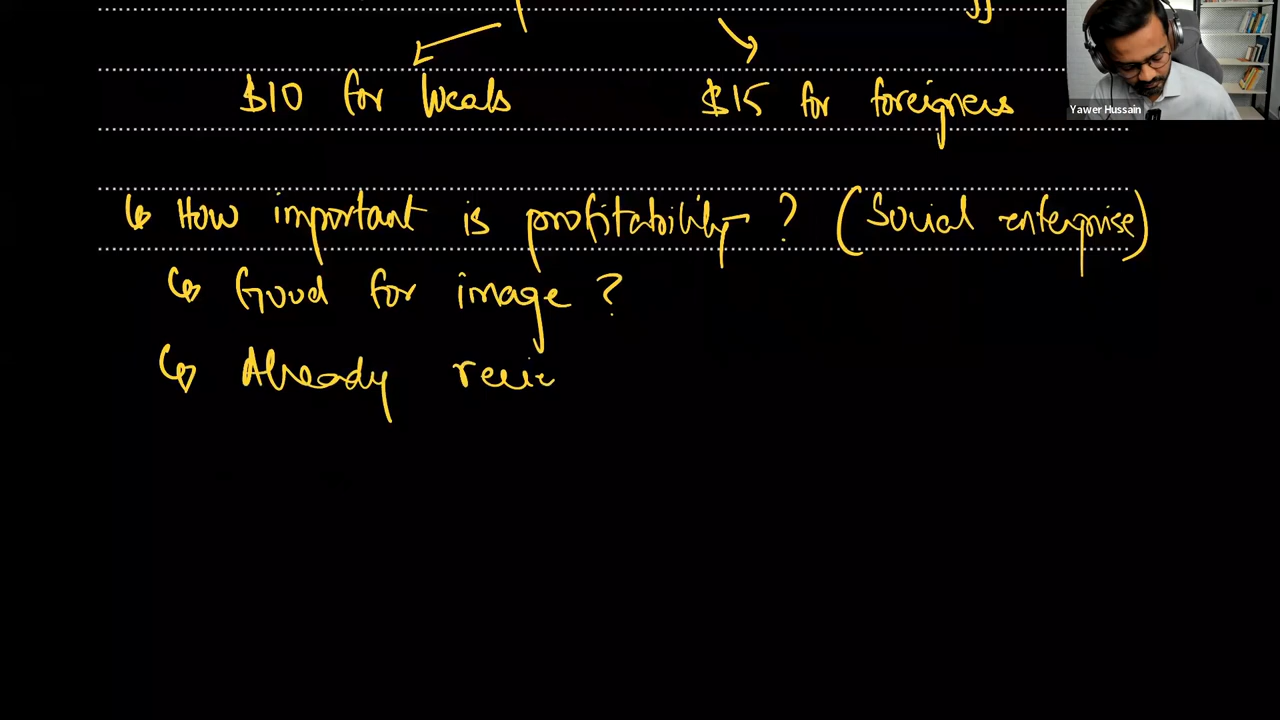 $10 for locals $15 for foreigners
Yawer Hussain
↳ How important is profitability? (Social enterprise)
↳ Good for image?
↳ Already